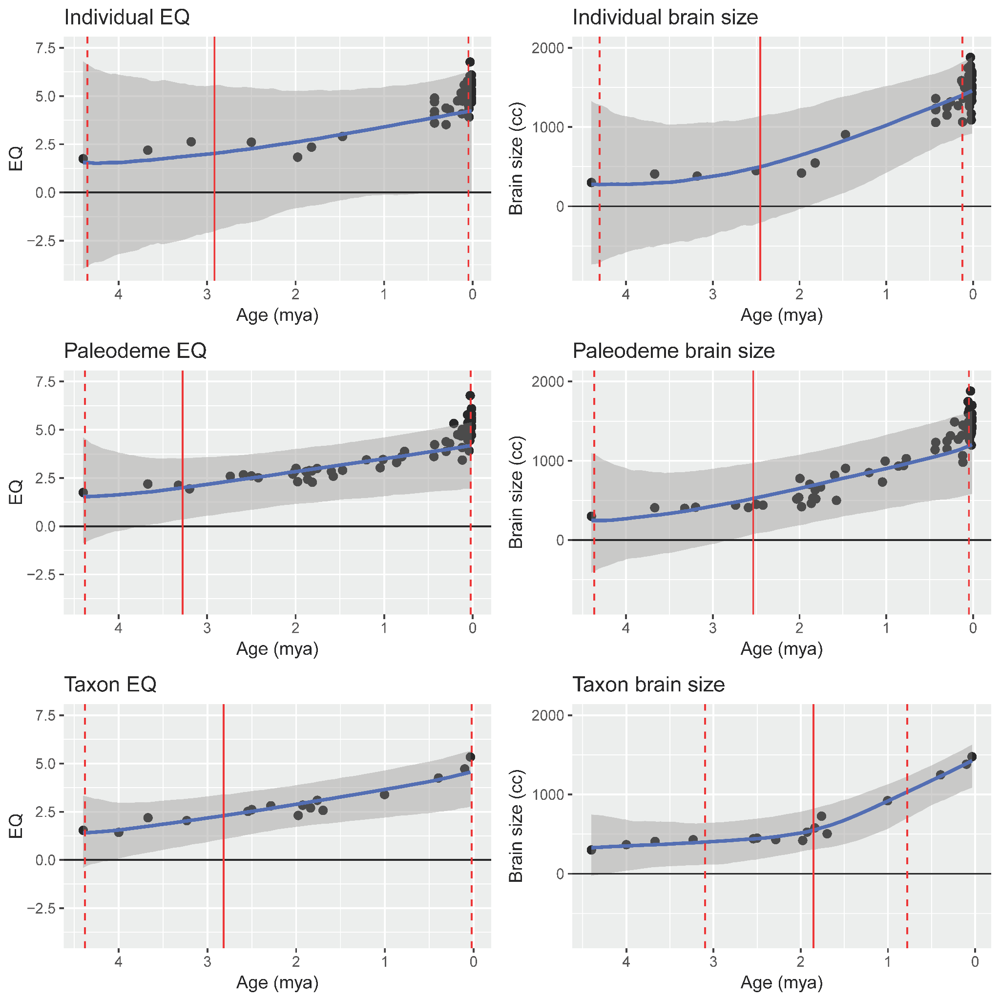 Individual EQ
7.5
5.0
2.5
0.0
−2.5
EQ
4 3 2 1 0
Age (mya)
Individual brain size
2000
1000
0
Brain size (cc)
4 3 2 1 0
Age (mya)
Paleodeme EQ
7.5
5.0
2.5
0.0
−2.5
EQ
4 3 2 1 0
Age (mya)
Paleodeme brain size
2000
1000
0
Brain size (cc)
4 3 2 1 0
Age (mya)
Taxon EQ
7.5
5.0
2.5
0.0
−2.5
EQ
4 3 2 1 0
Age (mya)
Taxon brain size
2000
1000
0
Brain size (cc)
4 3 2 1 0
Age (mya)